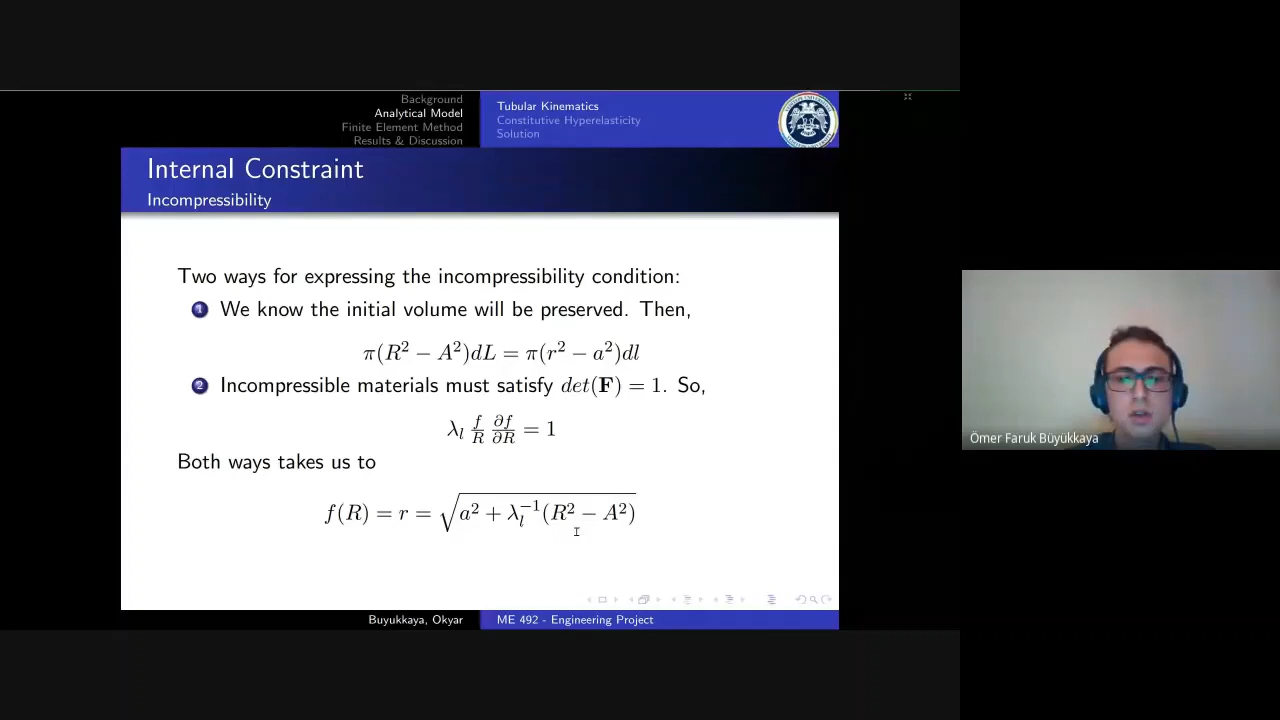 Background
Analytical Model
Finite Element Method
Results & Discussion
Tubular Kinematics
Constitutive Hyperelasticity
Solution
Internal Constraint
Incompressibility
Two ways for expressing the incompressibility condition:
1 We know the initial volume will be preserved. Then,
π(R² − A²)dL = π(r² − a²)dl
2 Incompressible materials must satisfy det(F) = 1. So,
λₗ f/R ∂f/∂R = 1
Both ways takes us to
f(R) = r = √(a² + λₗ⁻¹(R² − A²))
Buyukkaya, Okyar
ME 492 - Engineering Project
Ömer Faruk Büyükkaya